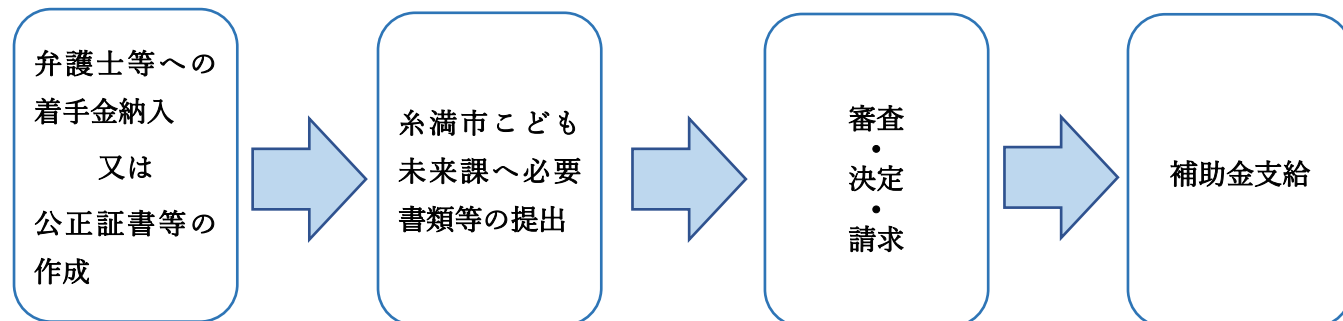 弁護士等への
着手金納入
又は
公正証書等の
作成
糸満市こども
未来課へ必要
書類等の提出
審査
・
決定
・
請求
補助金支給